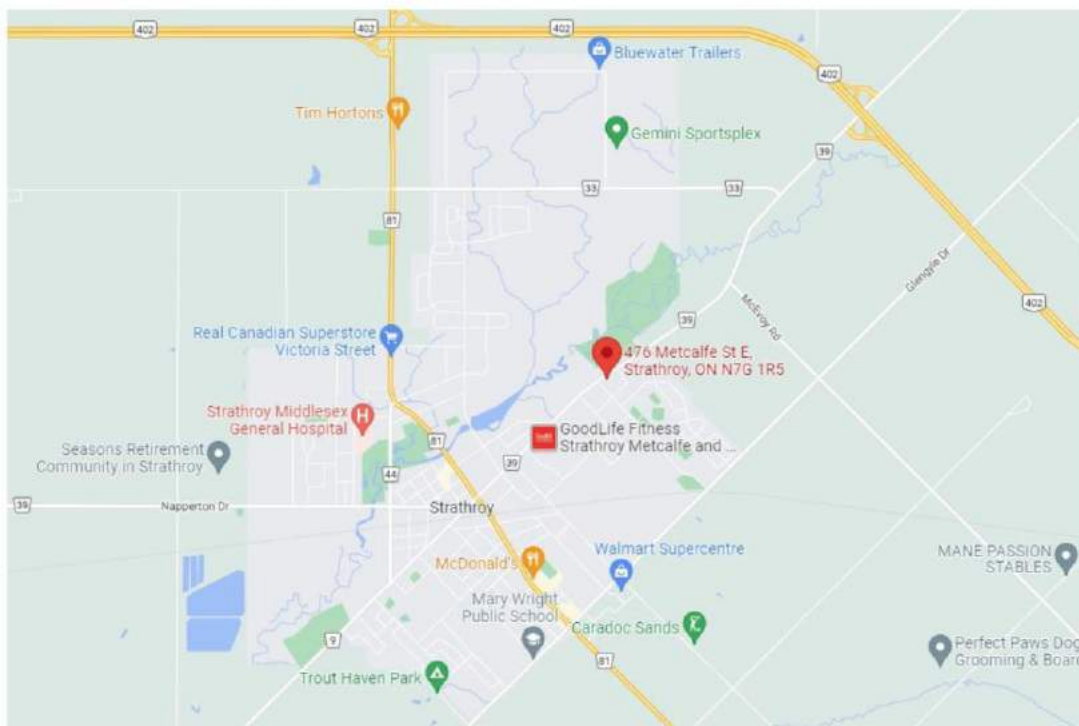 402
402
402
402
Bluewater Trailers
Tim Hortons
Gemini Sportsplex
39
33
33
81
Glengyle Dr
402
McEvoy Rd
39
Real Canadian Superstore
Victoria Street
476 Metcalfe St E,
Strathroy, ON N7G 1R5
Strathroy Middlesex
General Hospital
H
GoodLife Fitness
Strathroy Metcalfe and ...
81
Seasons Retirement
Community in Strathroy
39
44
39
Napperton Dr
Strathroy
Walmart Supercentre
MANE PASSION
STABLES
McDonald's
Mary Wright
Public School
Caradoc Sands
9
81
Perfect Paws Dog
Grooming & Board
Trout Haven Park